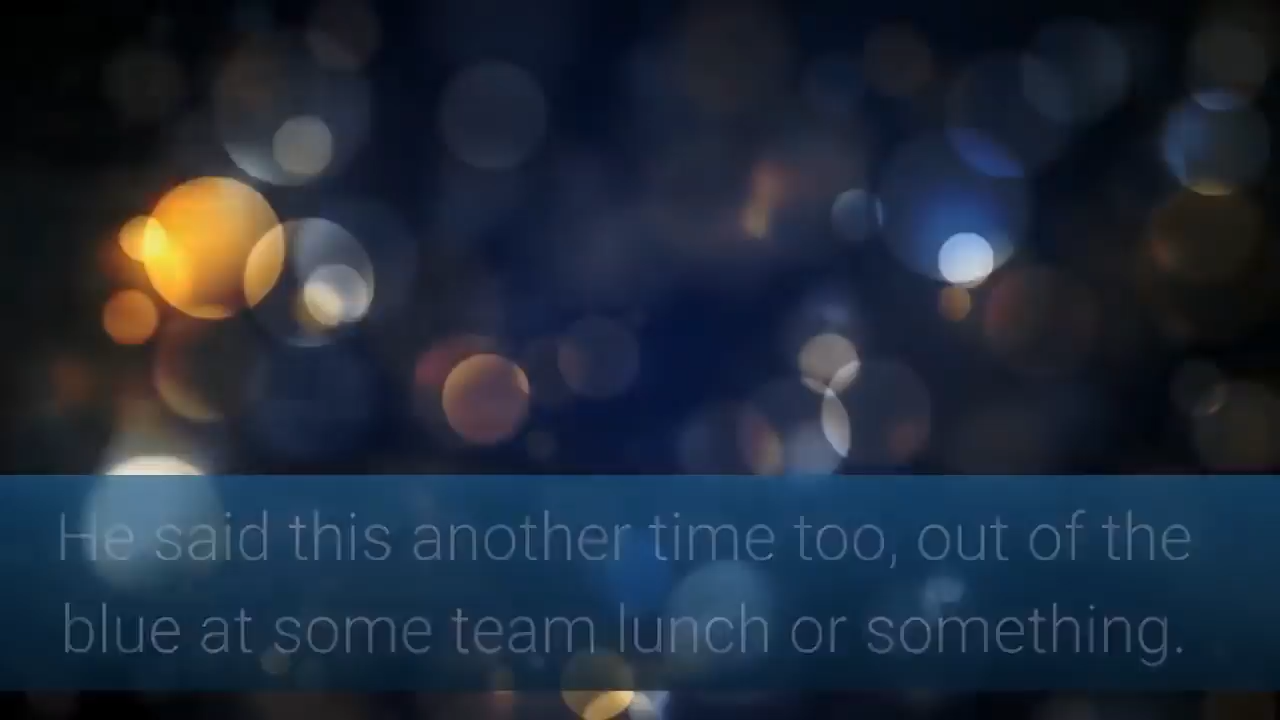 He said this another time too, out of the
blue at some team lunch or something.